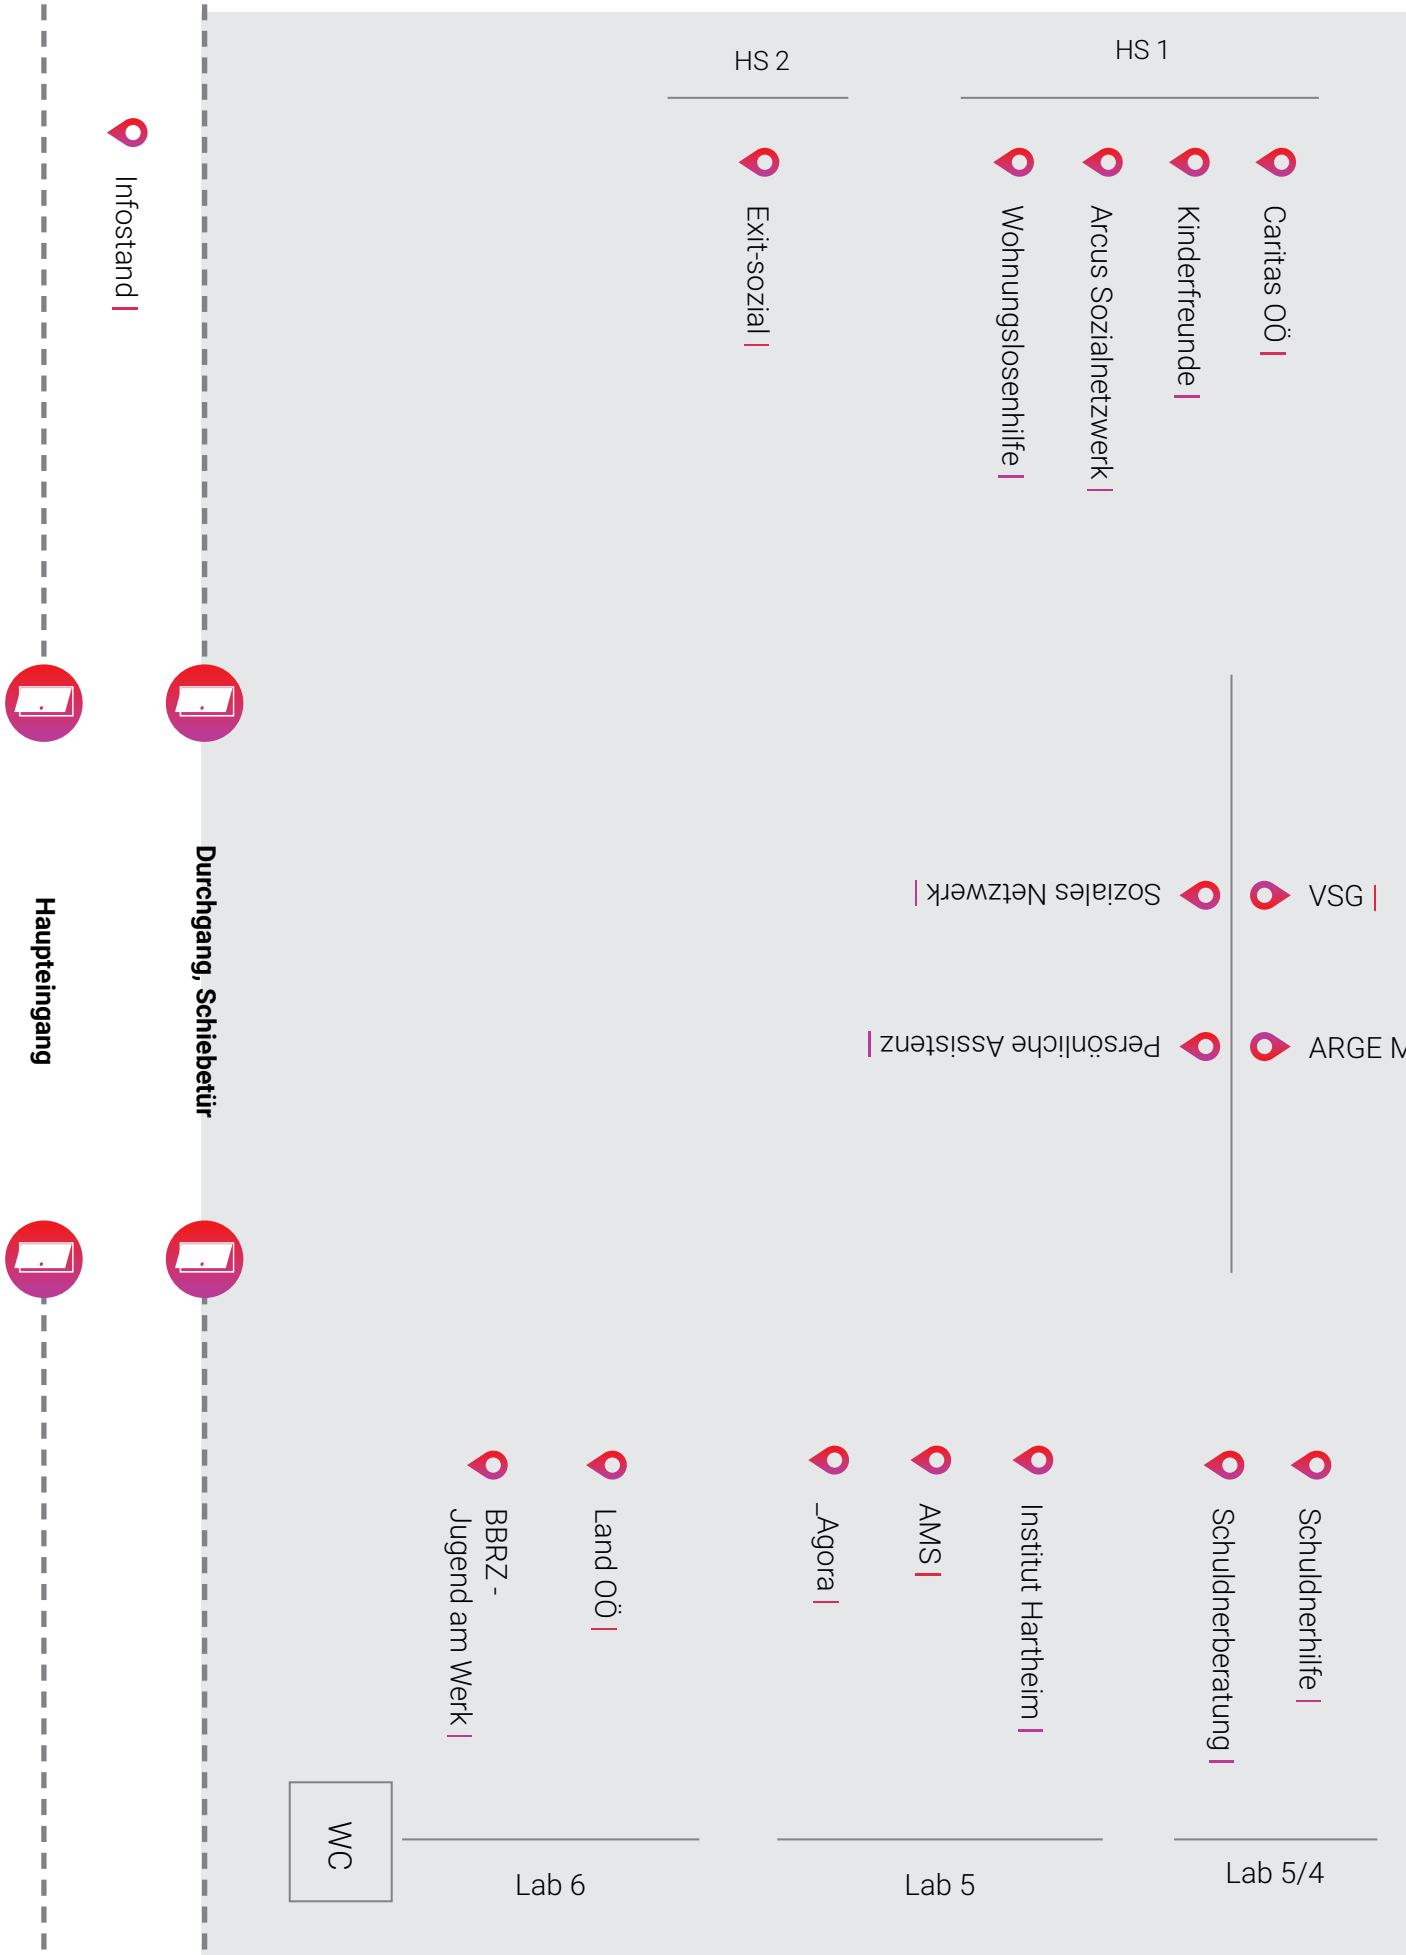 HS 2
HS 1
Infostand |
Exit-sozial |
Wohnungslosenhilfe |
Arcus Sozialnetzwerk |
Kinderfreunde |
Caritas OÖ |
Haupteingang
Durchgang, Schiebetür
Soziales Netzwerk |
VSG |
Persönliche Assistenz |
ARGE M
BBRZ -
Jugend am Werk |
Land OÖ |
_Agora |
AMS |
Institut Hartheim |
Schuldnerberatung |
Schuldnerhilfe |
WC
Lab 6
Lab 5
Lab 5/4